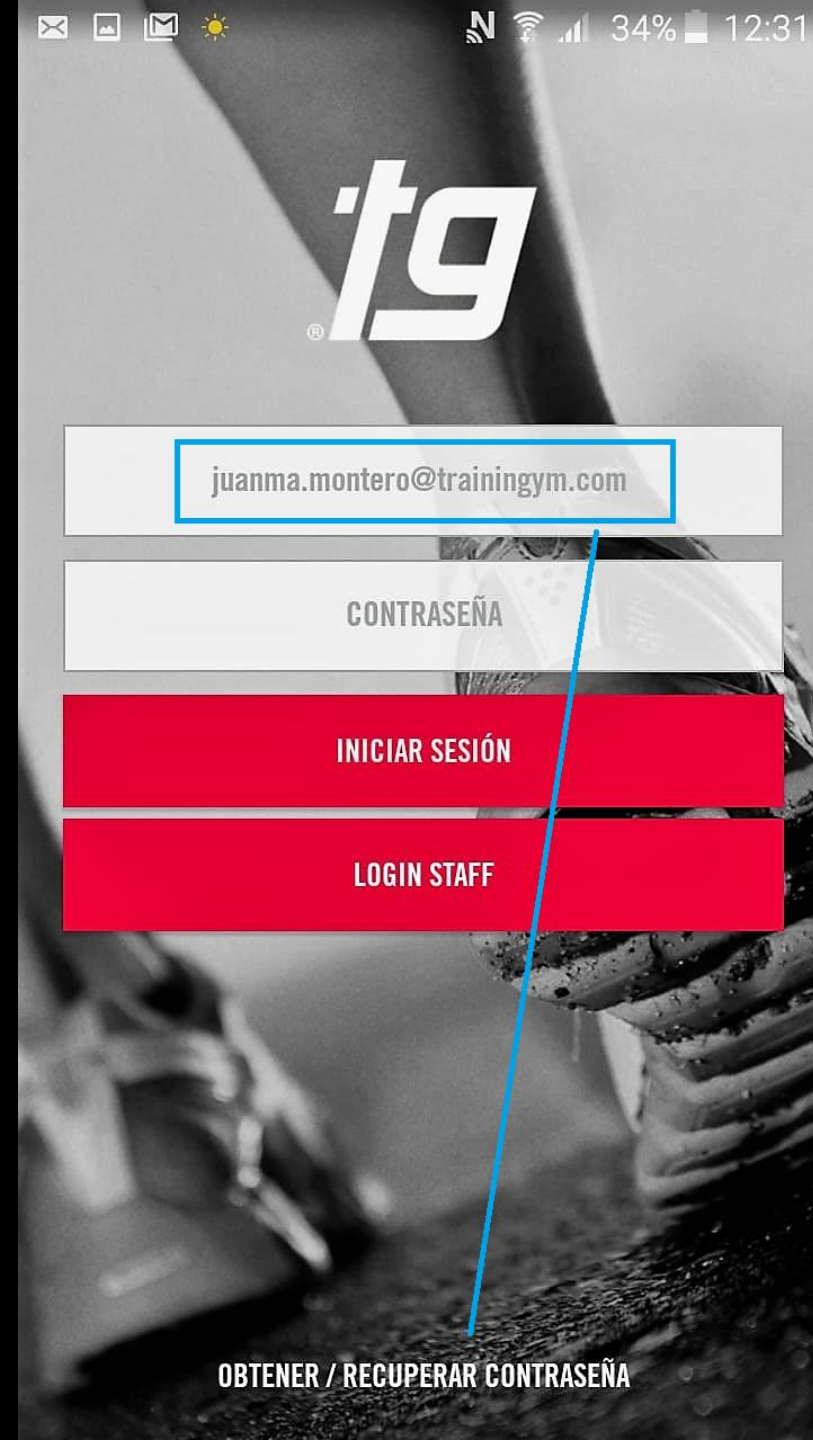 34% 12:31
tg
®
juanma.montero@trainingym.com
CONTRASEÑA
INICIAR SESIÓN
LOGIN STAFF
OBTENER / RECUPERAR CONTRASEÑA